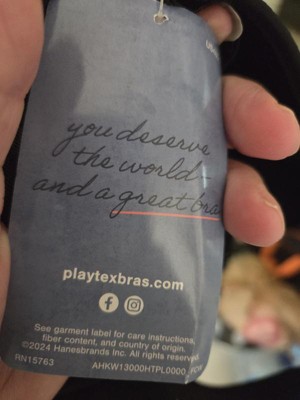 you deserve
the world-
and a great bra
playtexbras.com
See garment label for care instructions,
fiber content, and country of origin.
©2024 Hanesbrands Inc. All rights reserved.
RN15763
AHKW13000HTPL0000